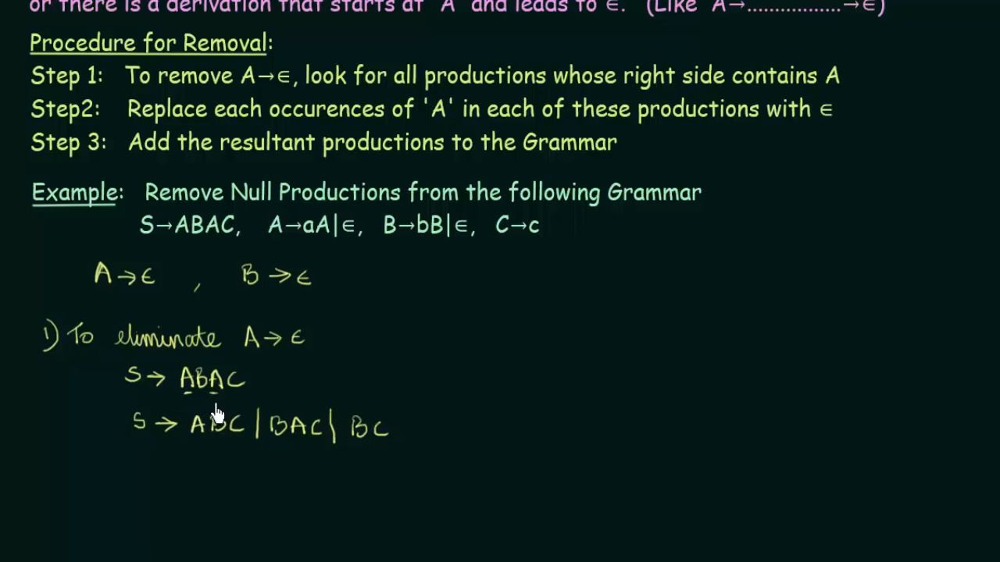 or there is a derivation that starts at 'A' and leads to ∈. (Like A→.................→∈)
Procedure for Removal:
Step 1: To remove A→∈, look for all productions whose right side contains A
Step2: Replace each occurences of 'A' in each of these productions with ∈
Step 3: Add the resultant productions to the Grammar
Example: Remove Null Productions from the following Grammar
S→ABAC, A→aA|∈, B→bB|∈, C→c
A→∈ , B→∈
1) To eliminate A→∈
S→ABAC
S→ABC|BAC|BC